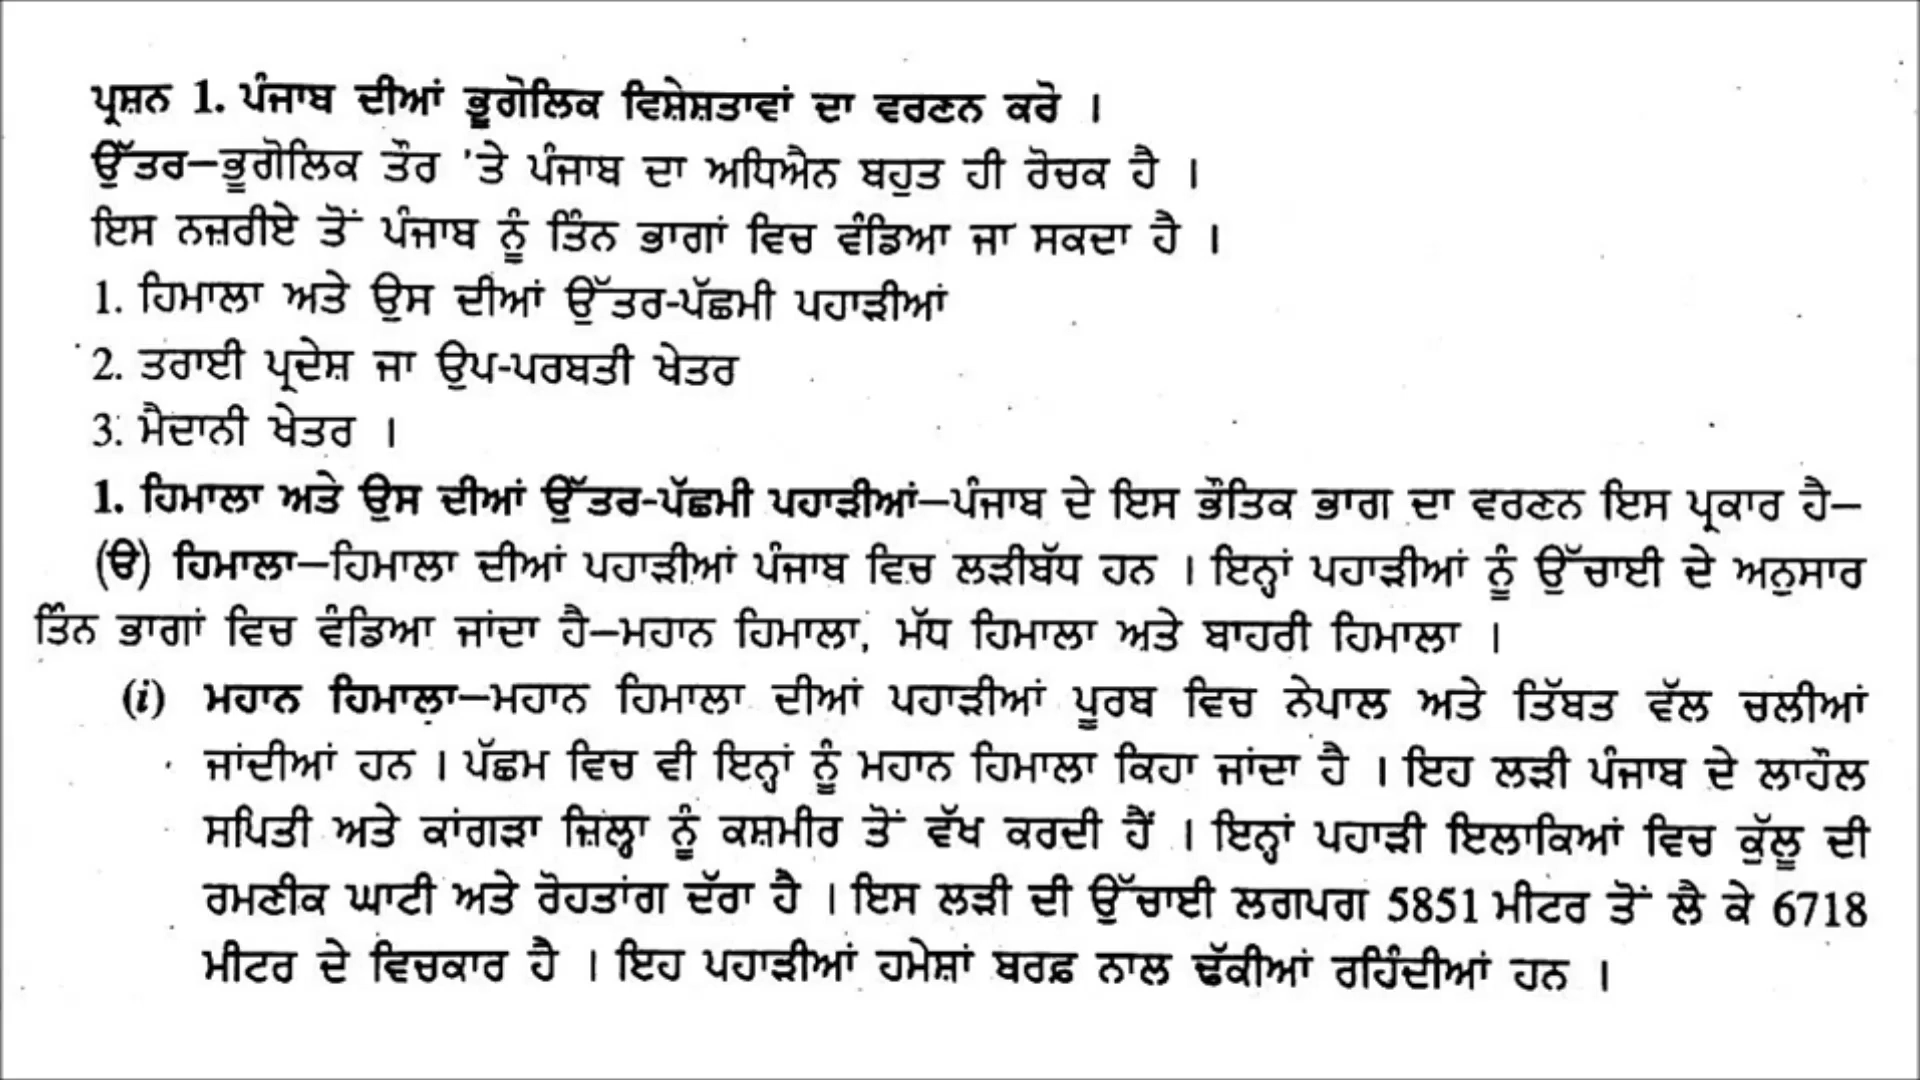 ਪ੍ਰਸ਼ਨ 1. ਪੰਜਾਬ ਦੀਆਂ ਭੂਗੋਲਿਕ ਵਿਸ਼ੇਸ਼ਤਾਵਾਂ ਦਾ ਵਰਣਨ ਕਰੋ ।
ਉੱਤਰ—ਭੂਗੋਲਿਕ ਤੌਰ 'ਤੇ ਪੰਜਾਬ ਦਾ ਅਧਿਐਨ ਬਹੁਤ ਹੀ ਰੋਚਕ ਹੈ ।
ਇਸ ਨਜ਼ਰੀਏ ਤੋਂ ਪੰਜਾਬ ਨੂੰ ਤਿੰਨ ਭਾਗਾਂ ਵਿਚ ਵੰਡਿਆ ਜਾ ਸਕਦਾ ਹੈ ।
1. ਹਿਮਾਲਾ ਅਤੇ ਉਸ ਦੀਆਂ ਉੱਤਰ-ਪੱਛਮੀ ਪਹਾੜੀਆਂ
2. ਤਰਾਈ ਪ੍ਰਦੇਸ਼ ਜਾ ਉਪ-ਪਰਬਤੀ ਖੇਤਰ
3. ਮੈਦਾਨੀ ਖੇਤਰ ।
1. ਹਿਮਾਲਾ ਅਤੇ ਉਸ ਦੀਆਂ ਉੱਤਰ-ਪੱਛਮੀ ਪਹਾੜੀਆਂ—ਪੰਜਾਬ ਦੇ ਇਸ ਭੌਤਿਕ ਭਾਗ ਦਾ ਵਰਣਨ ਇਸ ਪ੍ਰਕਾਰ ਹੈ—
(ੳ) ਹਿਮਾਲਾ—ਹਿਮਾਲਾ ਦੀਆਂ ਪਹਾੜੀਆਂ ਪੰਜਾਬ ਵਿਚ ਲੜੀਬੱਧ ਹਨ । ਇਨ੍ਹਾਂ ਪਹਾੜੀਆਂ ਨੂੰ ਉੱਚਾਈ ਦੇ ਅਨੁਸਾਰ
ਤਿੰਨ ਭਾਗਾਂ ਵਿਚ ਵੰਡਿਆ ਜਾਂਦਾ ਹੈ—ਮਹਾਨ ਹਿਮਾਲਾ, ਮੱਧ ਹਿਮਾਲਾ ਅਤੇ ਬਾਹਰੀ ਹਿਮਾਲਾ ।
(i) ਮਹਾਨ ਹਿਮਾਲਾ—ਮਹਾਨ ਹਿਮਾਲਾ ਦੀਆਂ ਪਹਾੜੀਆਂ ਪੂਰਬ ਵਿਚ ਨੇਪਾਲ ਅਤੇ ਤਿੱਬਤ ਵੱਲ ਚਲੀਆਂ
ਜਾਂਦੀਆਂ ਹਨ । ਪੱਛਮ ਵਿਚ ਵੀ ਇਨ੍ਹਾਂ ਨੂੰ ਮਹਾਨ ਹਿਮਾਲਾ ਕਿਹਾ ਜਾਂਦਾ ਹੈ । ਇਹ ਲੜੀ ਪੰਜਾਬ ਦੇ ਲਾਹੌਲ
ਸਪਿਤੀ ਅਤੇ ਕਾਂਗੜਾ ਜ਼ਿਲ੍ਹਾ ਨੂੰ ਕਸ਼ਮੀਰ ਤੋਂ ਵੱਖ ਕਰਦੀ ਹੈਂ । ਇਨ੍ਹਾਂ ਪਹਾੜੀ ਇਲਾਕਿਆਂ ਵਿਚ ਕੁੱਲੂ ਦੀ
ਰਮਣੀਕ ਘਾਟੀ ਅਤੇ ਰੋਹਤਾਂਗ ਦੱਰਾ ਹੈ । ਇਸ ਲੜੀ ਦੀ ਉੱਚਾਈ ਲਗਪਗ 5851 ਮੀਟਰ ਤੋਂ ਲੈ ਕੇ 6718
ਮੀਟਰ ਦੇ ਵਿਚਕਾਰ ਹੈ । ਇਹ ਪਹਾੜੀਆਂ ਹਮੇਸ਼ਾਂ ਬਰਫ਼ ਨਾਲ ਢੱਕੀਆਂ ਰਹਿੰਦੀਆਂ ਹਨ ।